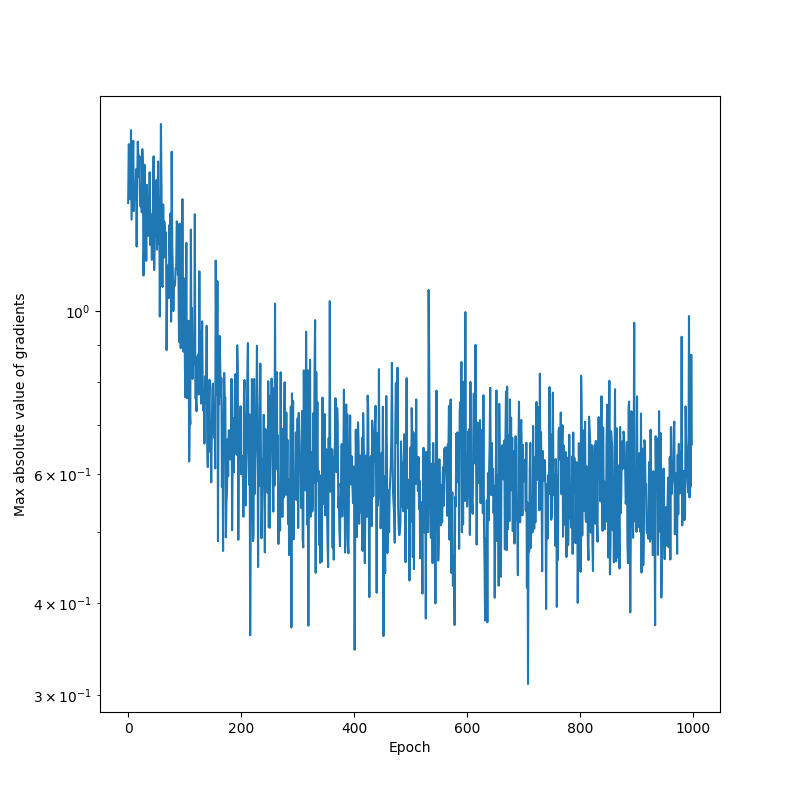 Max absolute value of gradients
10⁰
6 × 10⁻¹
4 × 10⁻¹
3 × 10⁻¹
0 200 400 600 800 1000
Epoch